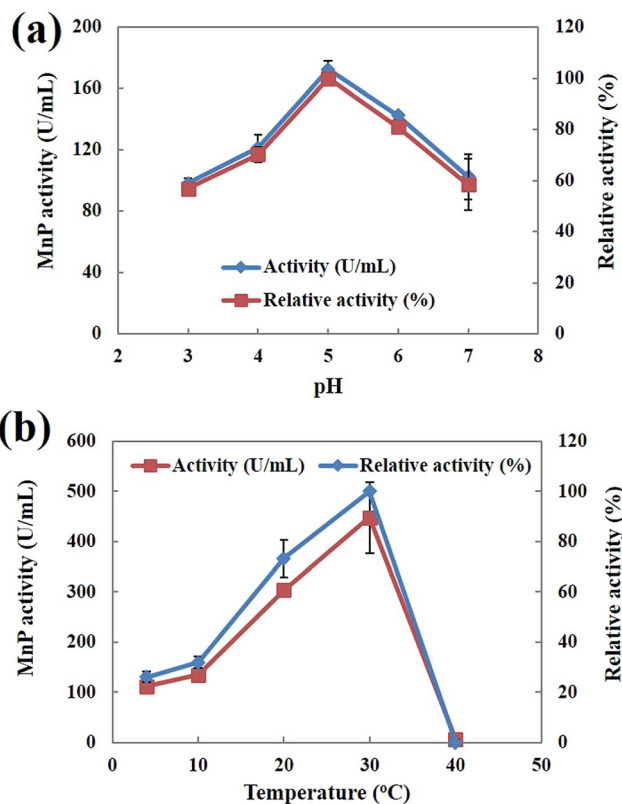 (a)
200
160
120
80
40
0
MnP activity (U/mL)
120
100
80
60
40
20
0
Relative activity (%)
Activity (U/mL)
Relative activity (%)
2 3 4 5 6 7 8
pH
(b)
600
500
400
300
200
100
0
MnP activity (U/mL)
120
100
80
60
40
20
0
Relative activity (%)
Activity (U/mL) Relative activity (%)
0 10 20 30 40 50
Temperature (°C)